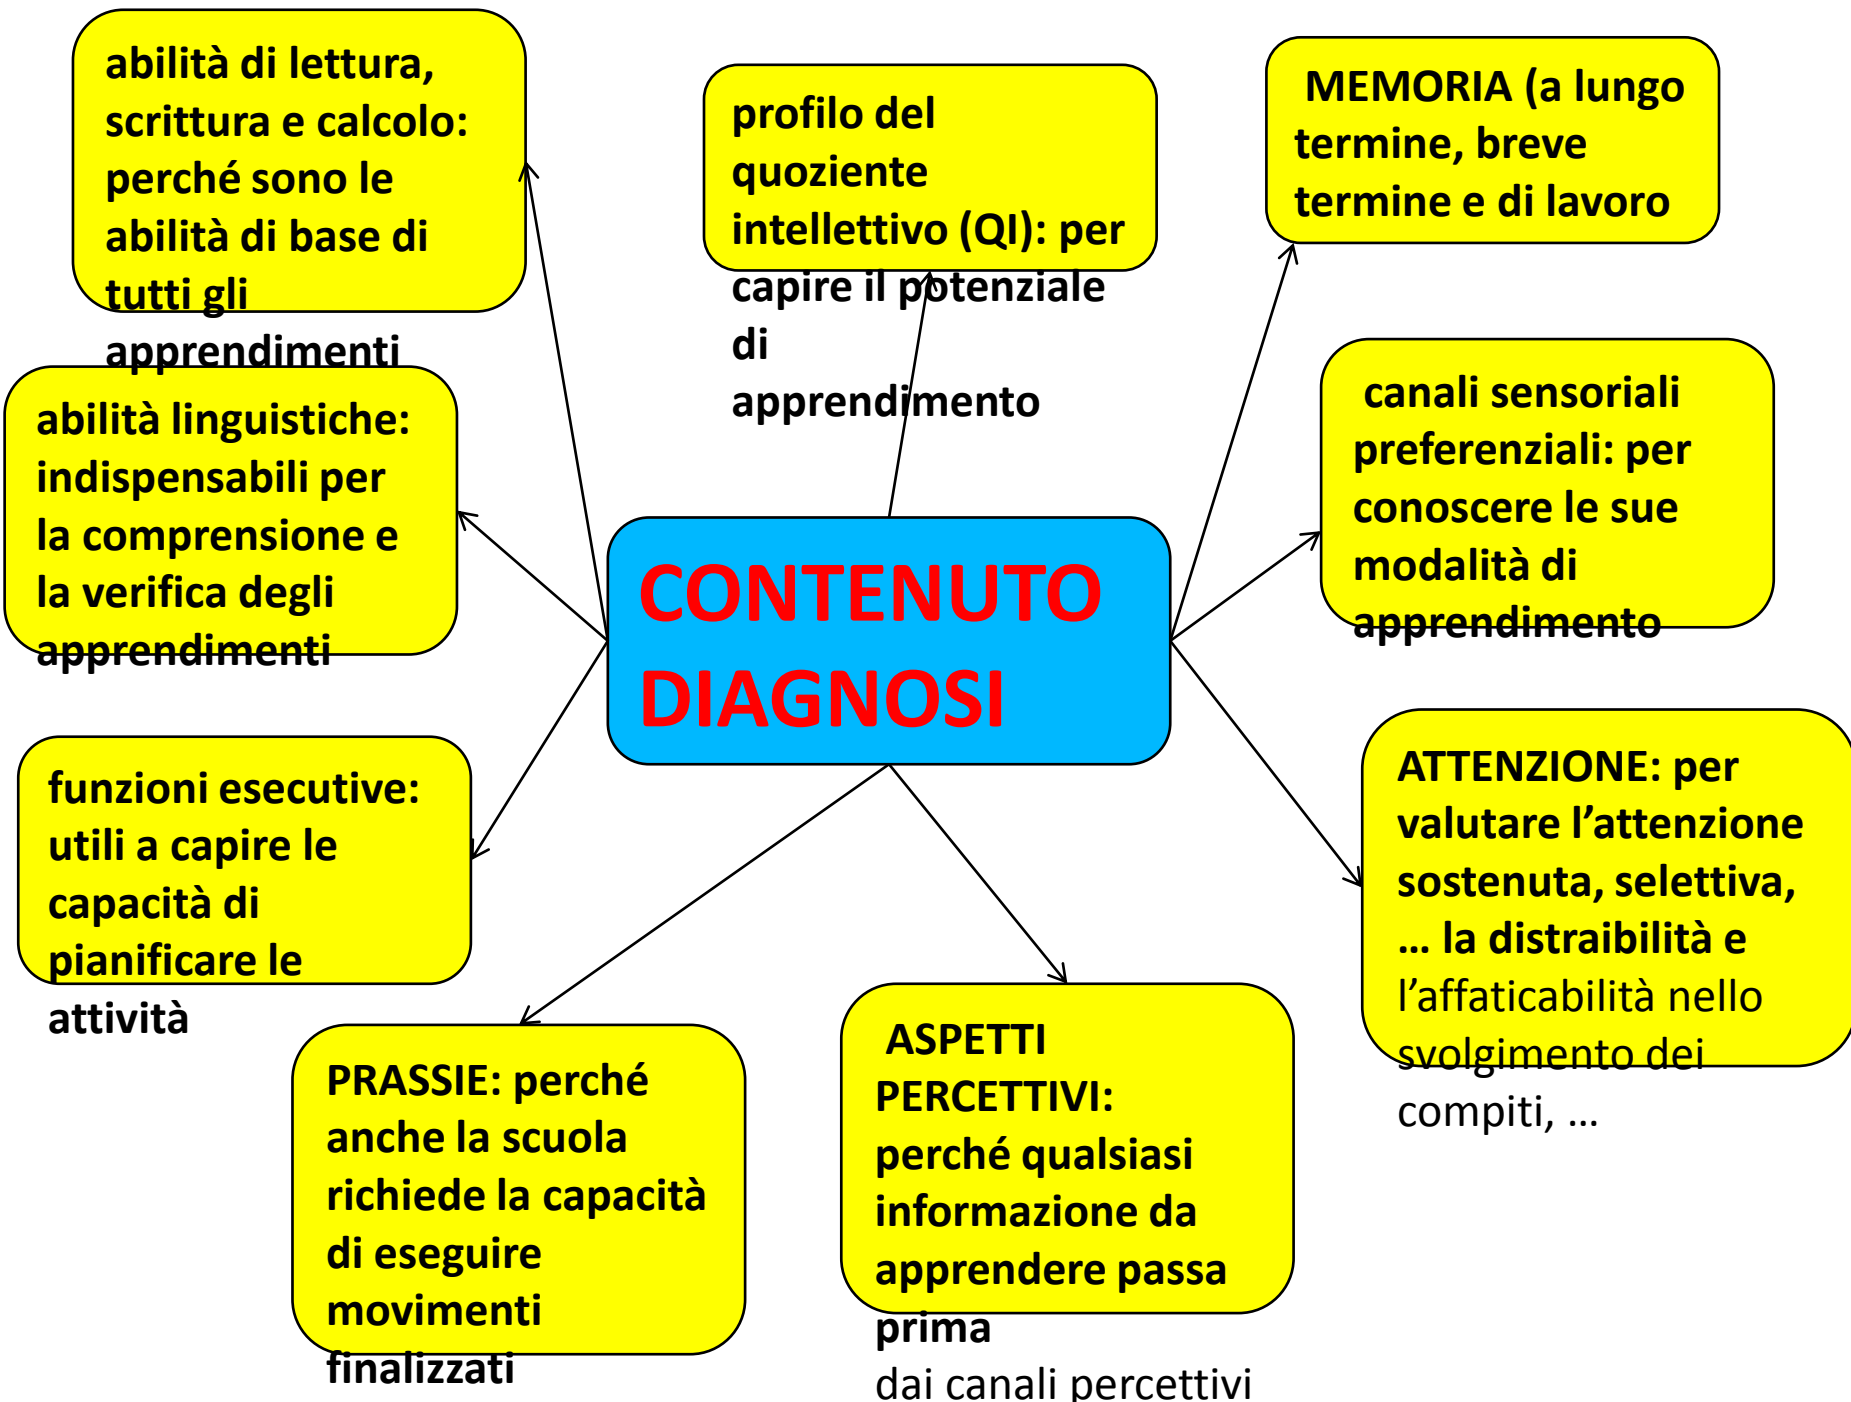 abilità di lettura,
scrittura e calcolo:
perché sono le
abilità di base di
tutti gli
apprendimenti
profilo del
quoziente
intellettivo (QI): per
capire il potenziale
di
apprendimento
MEMORIA (a lungo
termine, breve
termine e di lavoro
abilità linguistiche:
indispensabili per
la comprensione e
la verifica degli
apprendimenti
canali sensoriali
preferenziali: per
conoscere le sue
modalità di
apprendimento
CONTENUTO
DIAGNOSI
funzioni esecutive:
utili a capire le
capacità di
pianificare le
attività
ATTENZIONE: per
valutare l’attenzione
sostenuta, selettiva,
… la distraibilità e
l’affaticabilità nello
svolgimento dei
compiti, …
PRASSIE: perché
anche la scuola
richiede la capacità
di eseguire
movimenti
finalizzati
ASPETTI
PERCETTIVI:
perché qualsiasi
informazione da
apprendere passa
prima
dai canali percettivi